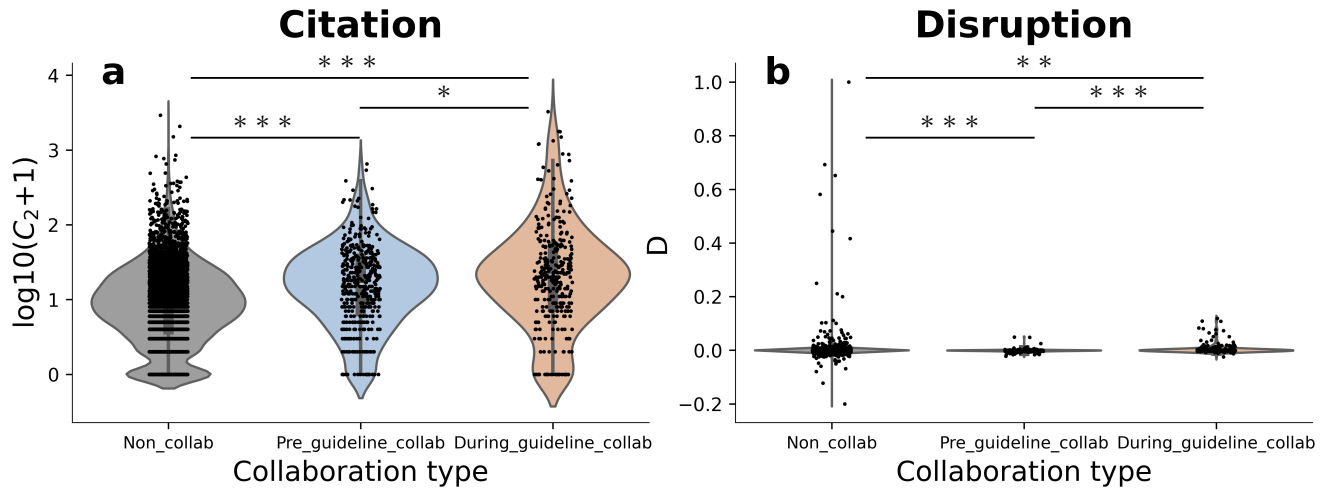 Citation
a
* * *
*
* * *
log10(C₂+1)
4
3
2
1
0
Non_collab
Pre_guideline_collab
During_guideline_collab
Collaboration type
Disruption
b
* *
* * *
* * *
D
1.0
0.8
0.6
0.4
0.2
0.0
−0.2
Non_collab
Pre_guideline_collab
During_guideline_collab
Collaboration type